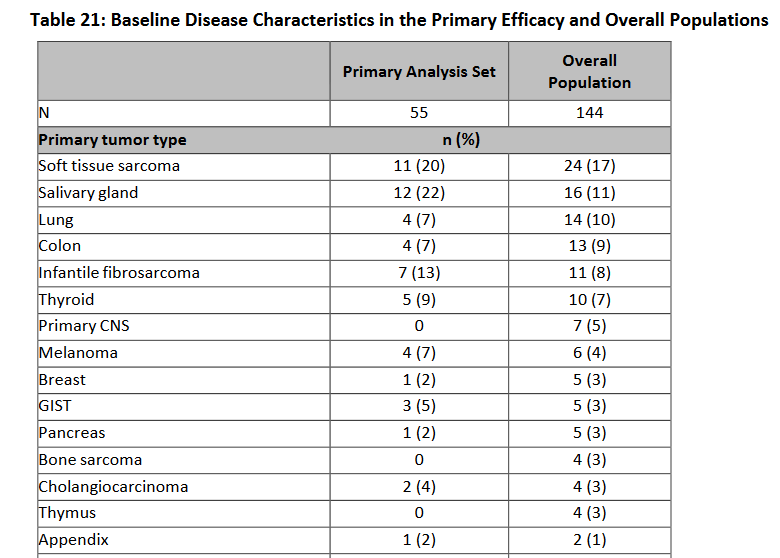 Table 21: Baseline Disease Characteristics in the Primary Efficacy and Overall Populations
Primary Analysis Set Overall
Population
N 55 144
Primary tumor type n (%)
Soft tissue sarcoma 11 (20) 24 (17)
Salivary gland 12 (22) 16 (11)
Lung 4 (7) 14 (10)
Colon 4 (7) 13 (9)
Infantile fibrosarcoma 7 (13) 11 (8)
Thyroid 5 (9) 10 (7)
Primary CNS 0 7 (5)
Melanoma 4 (7) 6 (4)
Breast 1 (2) 5 (3)
GIST 3 (5) 5 (3)
Pancreas 1 (2) 5 (3)
Bone sarcoma 0 4 (3)
Cholangiocarcinoma 2 (4) 4 (3)
Thymus 0 4 (3)
Appendix 1 (2) 2 (1)